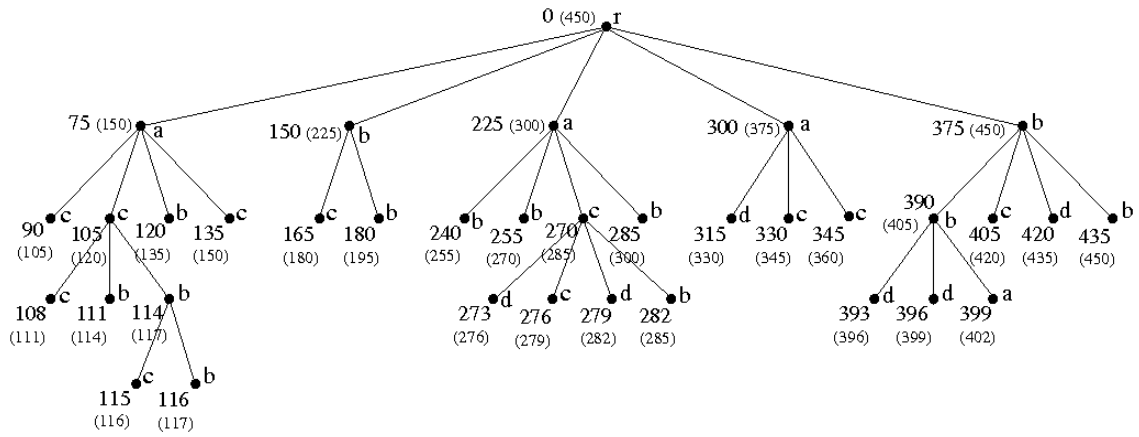 0 (450) r
75 (150) a 150 (225) b 225 (300) a 300 (375) a 375 (450) b
90 c 105 c 120 b 135 c 165 c 180 b 240 b 255 b 270 c 285 b 315 d 330 c 345 c 390 b 405 c 420 d 435 b
(105) (120) (135) (150) (180) (195) (255) (270) (285) (300) (330) (345) (360) (405) (420) (435) (450)
108 c 111 b 114 b 273 d 276 c 279 d 282 b 393 d 396 d 399 a
(111) (114) (117) (276) (279) (282) (285) (396) (399) (402)
115 c 116 b
(116) (117)